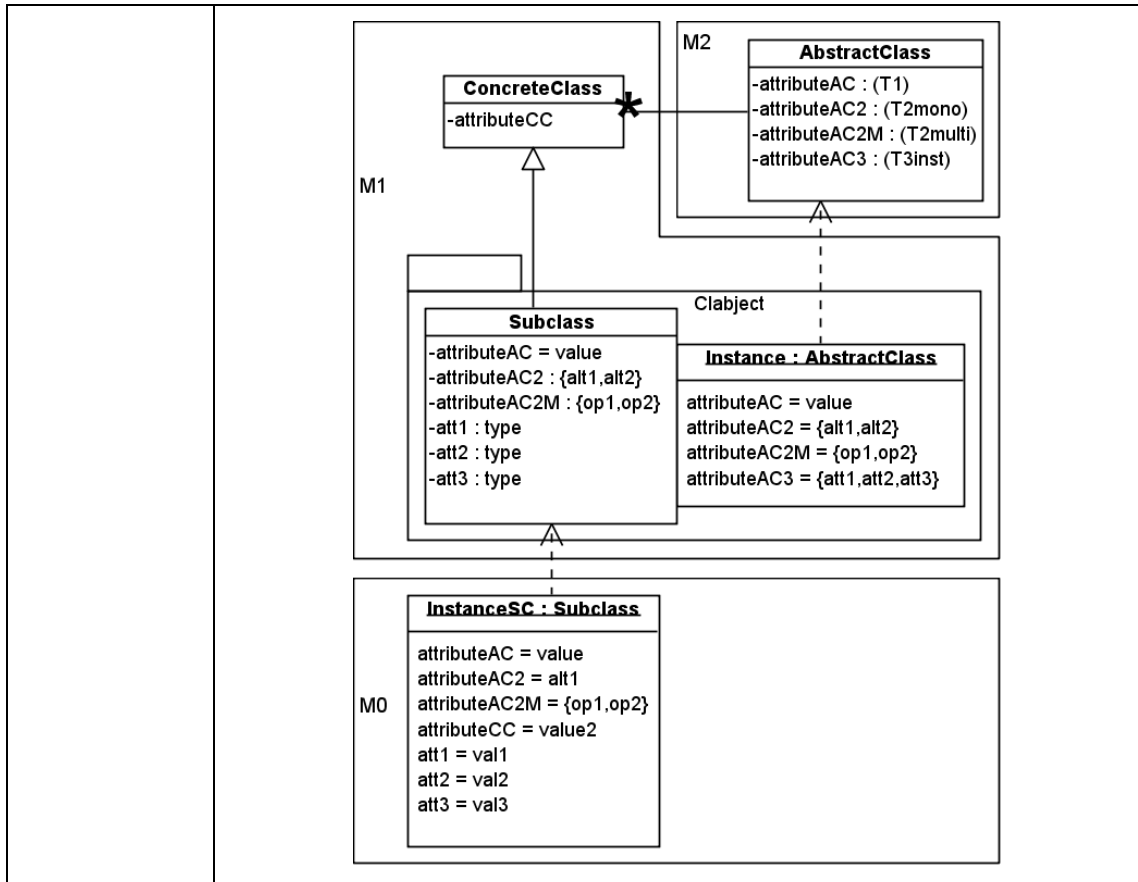 M2
AbstractClass
-attributeAC : (T1)
-attributeAC2 : (T2mono)
-attributeAC2M : (T2multi)
-attributeAC3 : (T3inst)
ConcreteClass
-attributeCC
*
M1
Clabject
Subclass
-attributeAC = value
-attributeAC2 : {alt1,alt2}
-attributeAC2M : {op1,op2}
-att1 : type
-att2 : type
-att3 : type
Instance : AbstractClass
attributeAC = value
attributeAC2 = {alt1,alt2}
attributeAC2M = {op1,op2}
attributeAC3 = {att1,att2,att3}
M0
InstanceSC : Subclass
attributeAC = value
attributeAC2 = alt1
attributeAC2M = {op1,op2}
attributeCC = value2
att1 = val1
att2 = val2
att3 = val3